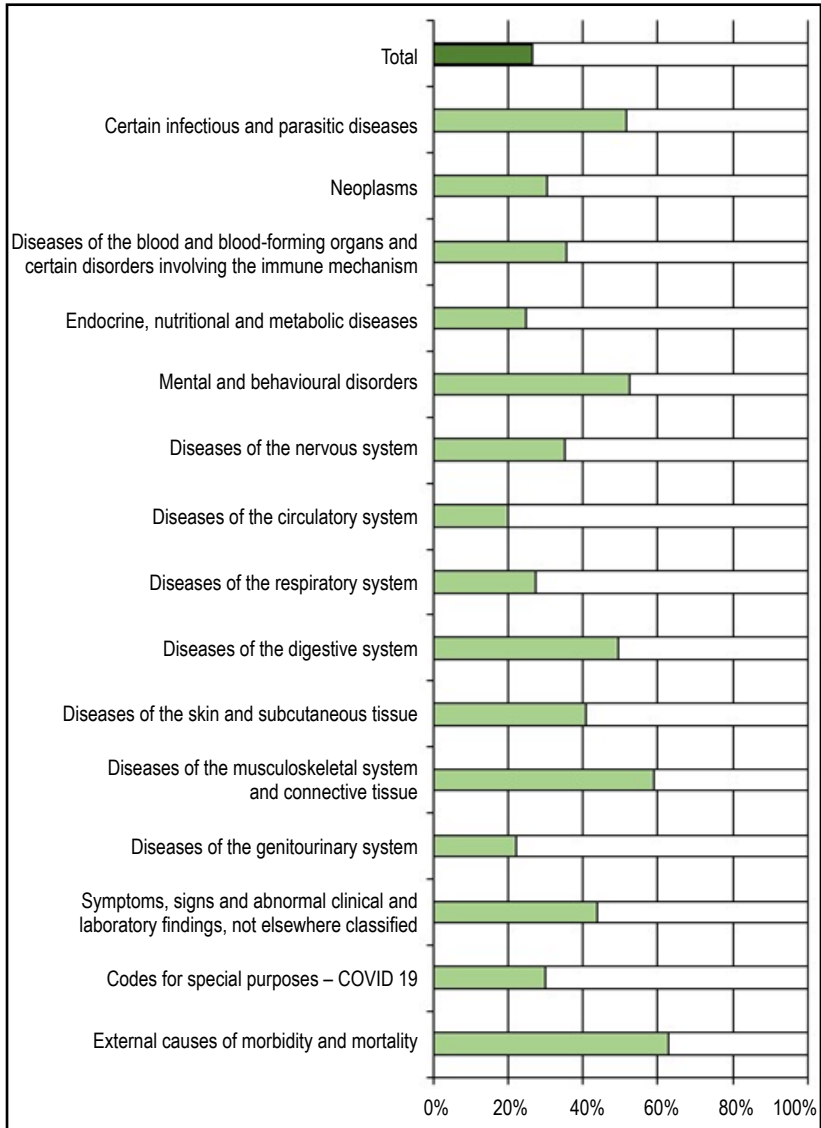 Total
Certain infectious and parasitic diseases
Neoplasms
Diseases of the blood and blood-forming organs and
certain disorders involving the immune mechanism
Endocrine, nutritional and metabolic diseases
Mental and behavioural disorders
Diseases of the nervous system
Diseases of the circulatory system
Diseases of the respiratory system
Diseases of the digestive system
Diseases of the skin and subcutaneous tissue
Diseases of the musculoskeletal system
and connective tissue
Diseases of the genitourinary system
Symptoms, signs and abnormal clinical and
laboratory findings, not elsewhere classified
Codes for special purposes – COVID 19
External causes of morbidity and mortality
0% 20% 40% 60% 80% 100%